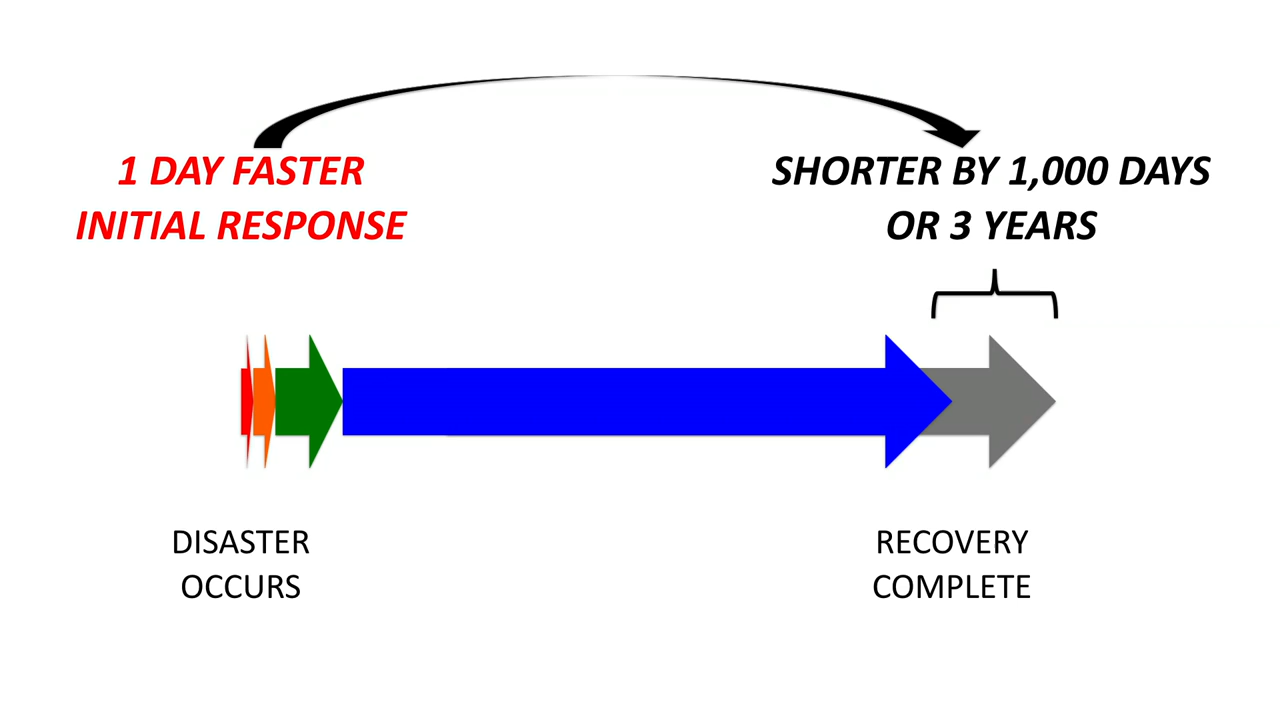 1 DAY FASTER
INITIAL RESPONSE
SHORTER BY 1,000 DAYS
OR 3 YEARS
DISASTER
OCCURS
RECOVERY
COMPLETE